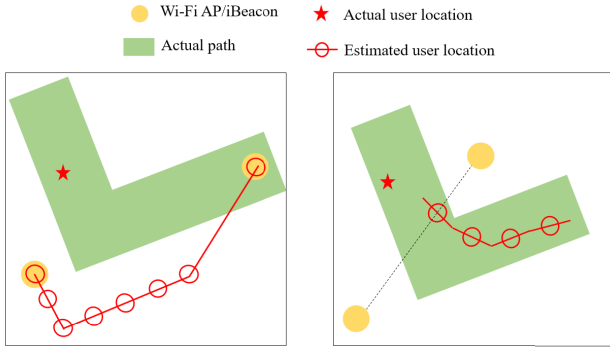 Wi-Fi AP/iBeacon
Actual user location
Actual path
Estimated user location